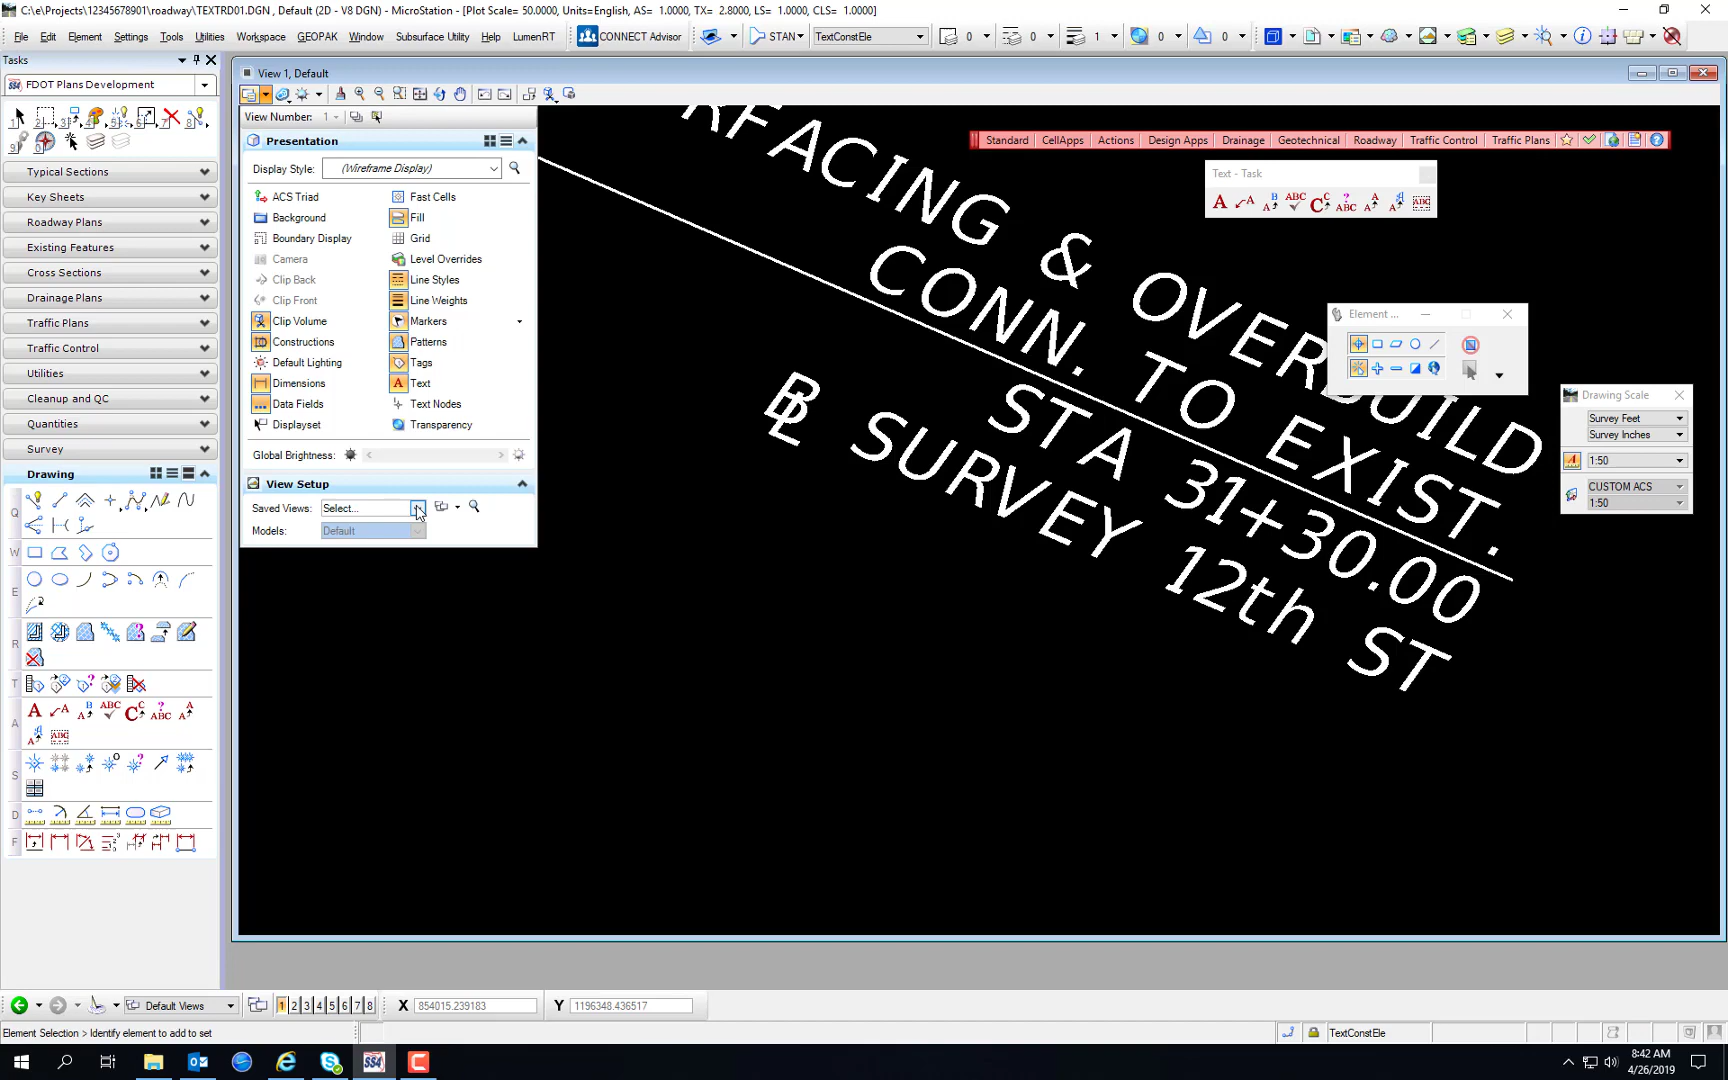 C:\e\Projects\12345678901\roadway\TEXTRD01.DGN , Default (2D - V8 DGN) - MicroStation - [Plot Scale= 50.0000, Units=English, AS= 1.0000, TX= 2.8000, LS= 1.0000, CLS= 1.0000]
File Edit Element Settings Tools Utilities Workspace GEOPAK Window Subsurface Utility Help LumenRT CONNECT Advisor STAN TextConstEle 0 0 1 0 0
Tasks
FDOT Plans Development
Typical Sections
Key Sheets
Roadway Plans
Existing Features
Cross Sections
Drainage Plans
Traffic Plans
Traffic Control
Utilities
Cleanup and QC
Quantities
Survey
Drawing
Q
W
E
R
T
A
S
D
F
View 1, Default
View Number: 1
Presentation
Display Style: (Wireframe Display)
ACS Triad Fast Cells
Background Fill
Boundary Display Grid
Camera Level Overrides
Clip Back Line Styles
Clip Front Line Weights
Clip Volume Markers
Constructions Patterns
Default Lighting Tags
Dimensions Text
Data Fields Text Nodes
Displayset Transparency
Global Brightness:
View Setup
Saved Views: Select...
Models: Default
RFACING & OVERBUILD
CONN. TO EXIST.
STA 31+30.00
SURVEY 12th ST
Standard CellApps Actions Design Apps Drainage Geotechnical Roadway Traffic Control Traffic Plans
Text - Task
Element ...
Drawing Scale
Survey Feet
Survey Inches
1:50
CUSTOM ACS
1:50
Default Views 1 2 3 4 5 6 7 8 X 854015.239183 Y 1196348.436517
Element Selection > Identify element to add to set
TextConstEle
SS4
8:42 AM
4/26/2019